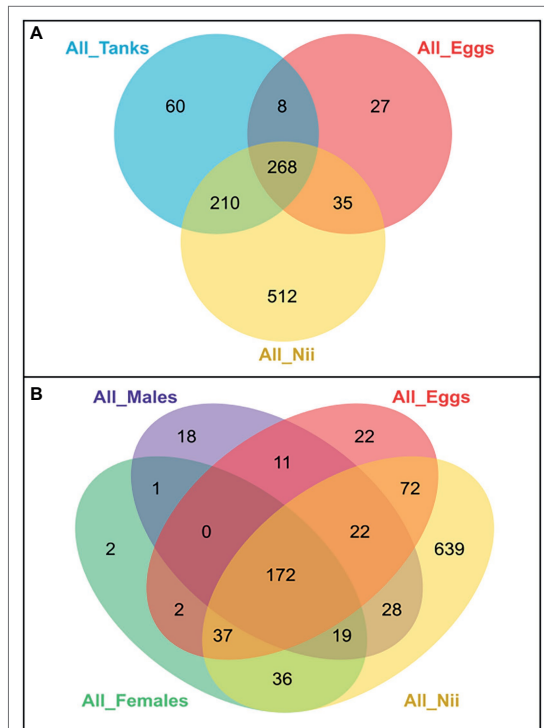 A
All_Tanks All_Eggs
60 8 27
268
210 35
512
All_Nii
B
All_Males All_Eggs
18 22
11
1 72
0 22 639
2 172
2 28
37 19
36
All_Females All_Nii